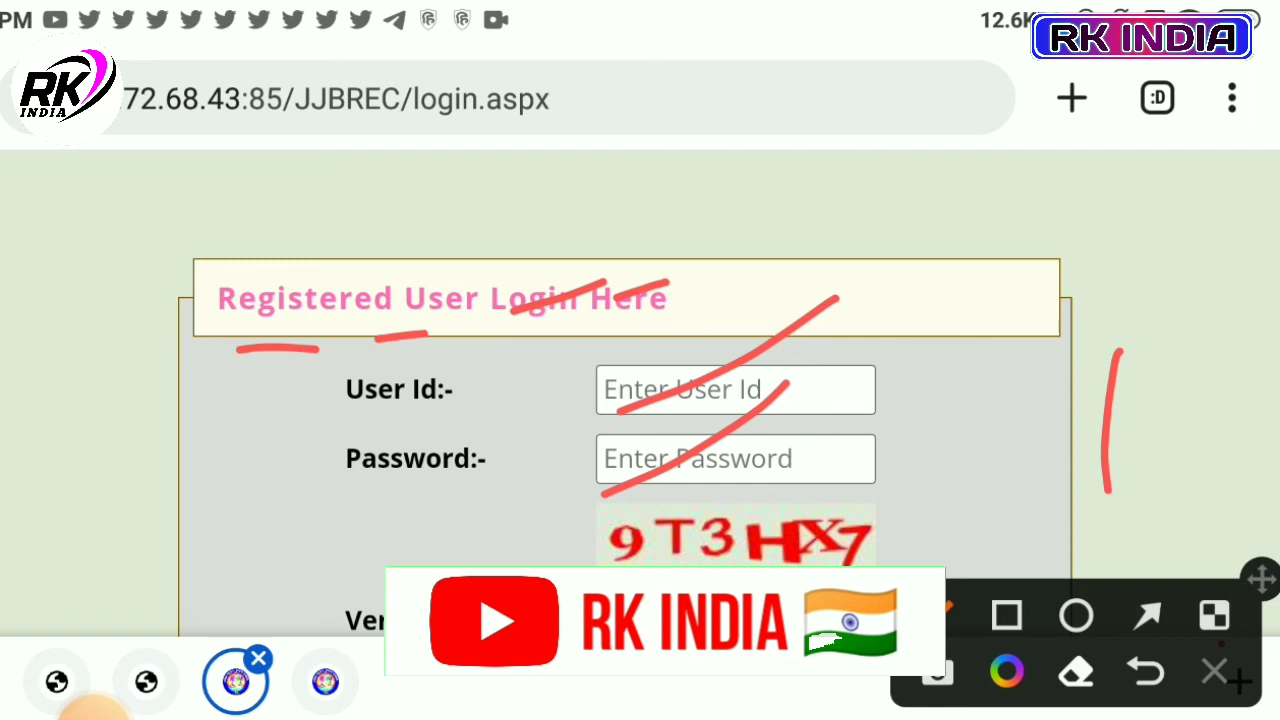 PM
12.6K
RK INDIA
RK
INDIA
72.68.43:85/JJBREC/login.aspx
:D
Registered User Login Here
User Id:-
Enter User Id
Password:-
Enter Password
9T3HX7
Ver
RK INDIA